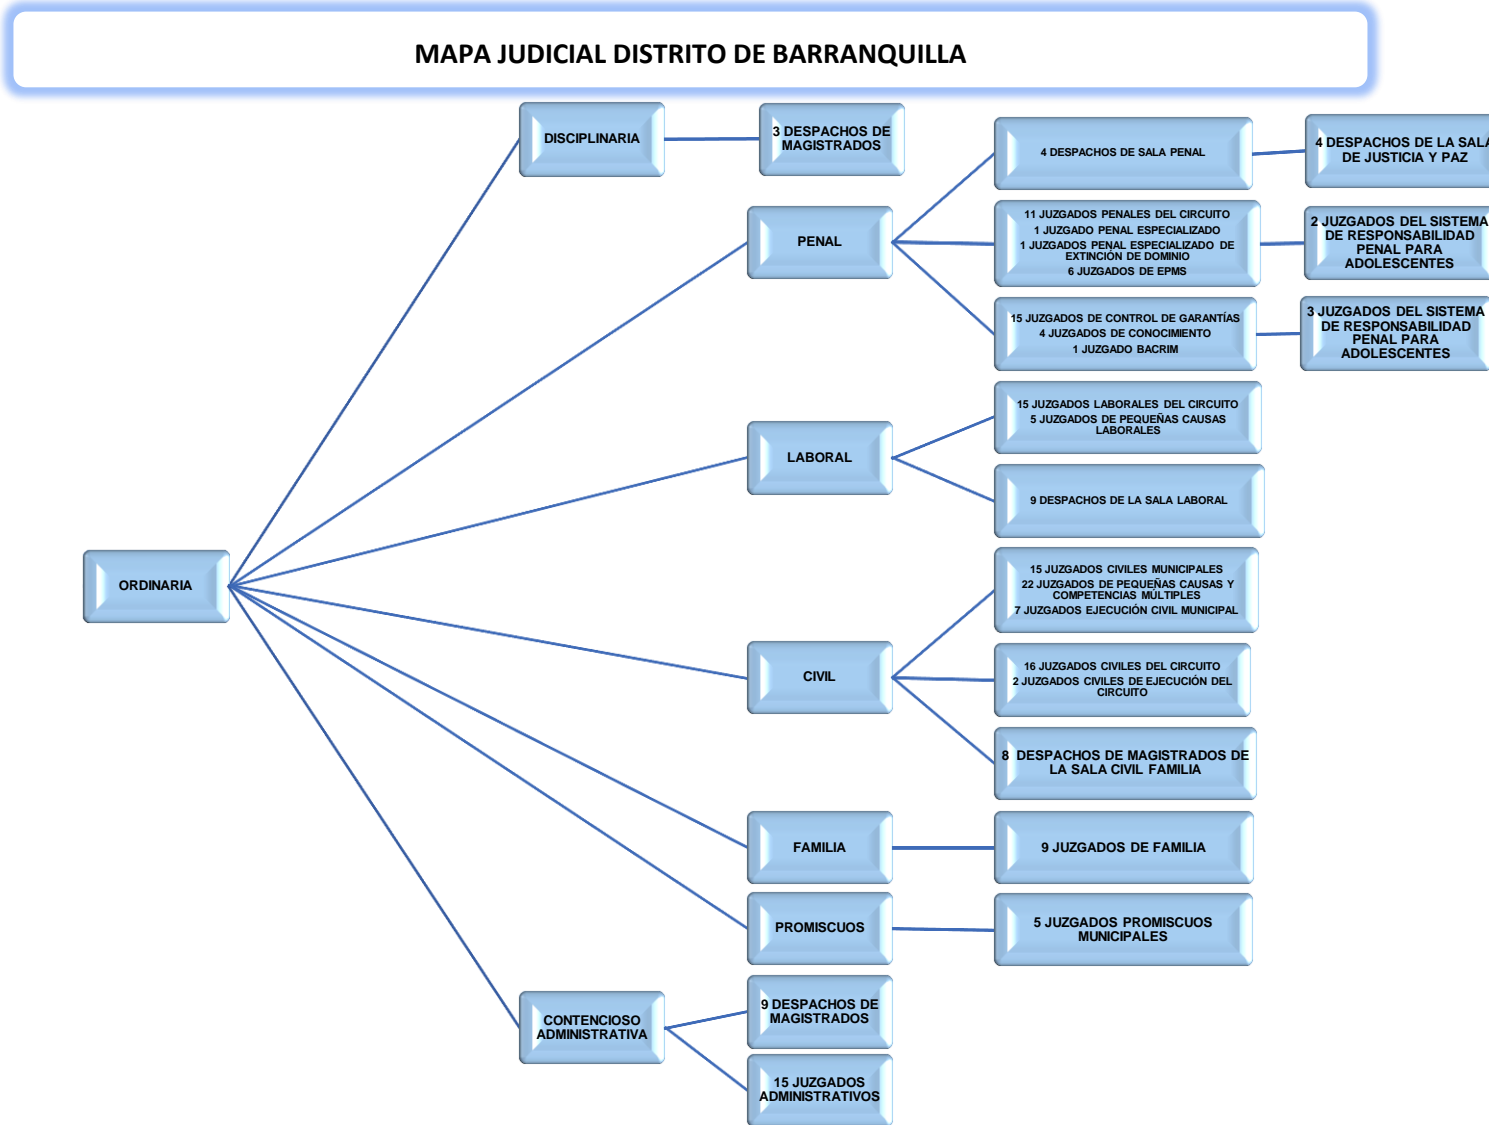 MAPA JUDICIAL DISTRITO DE BARRANQUILLA
DISCIPLINARIA
3 DESPACHOS DE
MAGISTRADOS
PENAL
4 DESPACHOS DE SALA PENAL
4 DESPACHOS DE LA SALA
DE JUSTICIA Y PAZ
11 JUZGADOS PENALES DEL CIRCUITO
1 JUZGADO PENAL ESPECIALIZADO
1 JUZGADOS PENAL ESPECIALIZADO DE
EXTINCIÓN DE DOMINIO
6 JUZGADOS DE EPMS
2 JUZGADOS DEL SISTEMA
DE RESPONSABILIDAD
PENAL PARA
ADOLESCENTES
15 JUZGADOS DE CONTROL DE GARANTÍAS
4 JUZGADOS DE CONOCIMIENTO
1 JUZGADO BACRIM
3 JUZGADOS DEL SISTEMA
DE RESPONSABILIDAD
PENAL PARA
ADOLESCENTES
LABORAL
15 JUZGADOS LABORALES DEL CIRCUITO
5 JUZGADOS DE PEQUEÑAS CAUSAS
LABORALES
9 DESPACHOS DE LA SALA LABORAL
ORDINARIA
CIVIL
15 JUZGADOS CIVILES MUNICIPALES
22 JUZGADOS DE PEQUEÑAS CAUSAS Y
COMPETENCIAS MÚLTIPLES
7 JUZGADOS EJECUCIÓN CIVIL MUNICIPAL
16 JUZGADOS CIVILES DEL CIRCUITO
2 JUZGADOS CIVILES DE EJECUCIÓN DEL
CIRCUITO
8 DESPACHOS DE MAGISTRADOS DE
LA SALA CIVIL FAMILIA
FAMILIA
9 JUZGADOS DE FAMILIA
PROMISCUOS
5 JUZGADOS PROMISCUOS
MUNICIPALES
CONTENCIOSO
ADMINISTRATIVA
9 DESPACHOS DE
MAGISTRADOS
15 JUZGADOS
ADMINISTRATIVOS